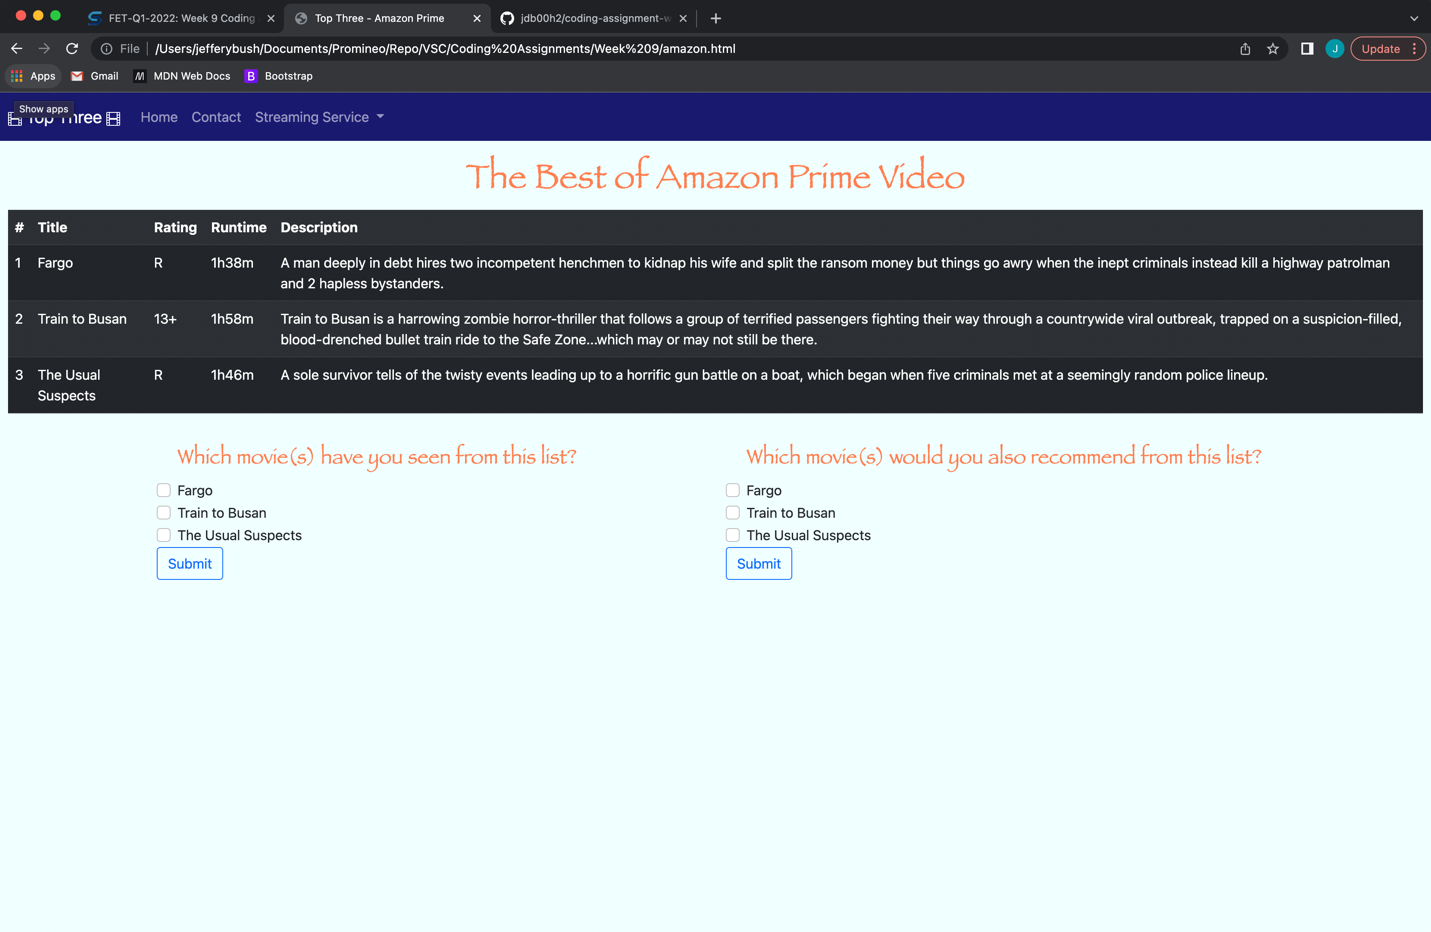 FET-Q1-2022: Week 9 Coding
Top Three - Amazon Prime
jdb00h2/coding-assignment-w
File
/Users/jefferybush/Documents/Promineo/Repo/VSC/Coding%20Assignments/Week%209/amazon.html
J
Update
Apps
Gmail
MDN Web Docs
B
Bootstrap
Show apps
Top Three
Home
Contact
Streaming Service
The Best of Amazon Prime Video
# Title Rating Runtime Description
1 Fargo R 1h38m A man deeply in debt hires two incompetent henchmen to kidnap his wife and split the ransom money but things go awry when the inept criminals instead kill a highway patrolman
and 2 hapless bystanders.
2 Train to Busan 13+ 1h58m Train to Busan is a harrowing zombie horror-thriller that follows a group of terrified passengers fighting their way through a countrywide viral outbreak, trapped on a suspicion-filled,
blood-drenched bullet train ride to the Safe Zone...which may or may not still be there.
3 The Usual R 1h46m A sole survivor tells of the twisty events leading up to a horrific gun battle on a boat, which began when five criminals met at a seemingly random police lineup.
Suspects
Which movie(s) have you seen from this list?
Fargo
Train to Busan
The Usual Suspects
Submit
Which movie(s) would you also recommend from this list?
Fargo
Train to Busan
The Usual Suspects
Submit